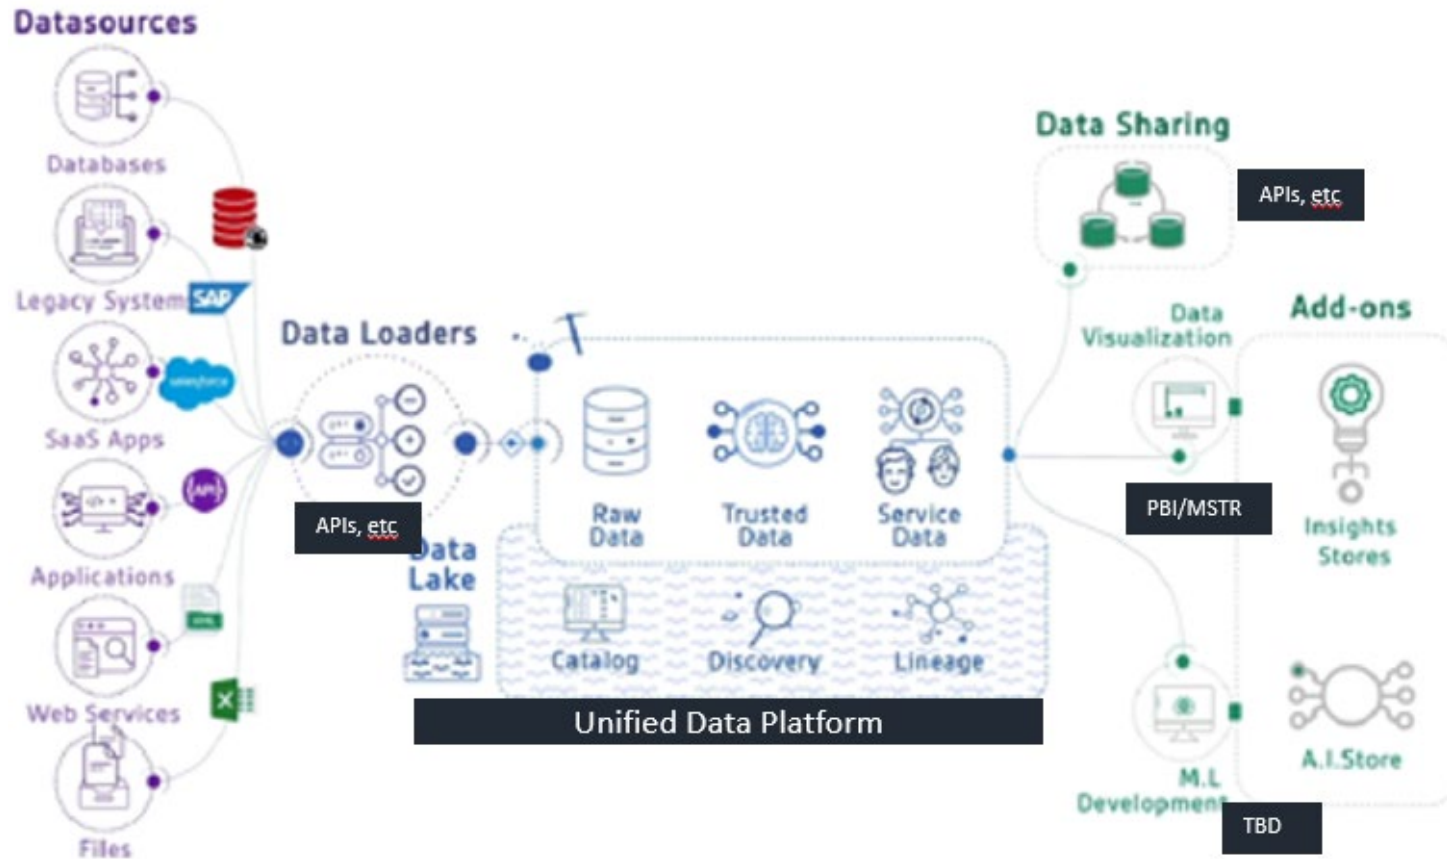 Datasources
Databases
Legacy System
SAP
salesforce
SaaS Apps
API
Applications
XML
Web Services
X
Files
Data Loaders
APIs, etc
Data
Lake
Raw
Data
Trusted
Data
Service
Data
Catalog
Discovery
Lineage
Unified Data Platform
Data Sharing
APIs, etc
Data
Visualization
PBI/MSTR
M.L
Development
TBD
Add-ons
Insights
Stores
A.I.Store